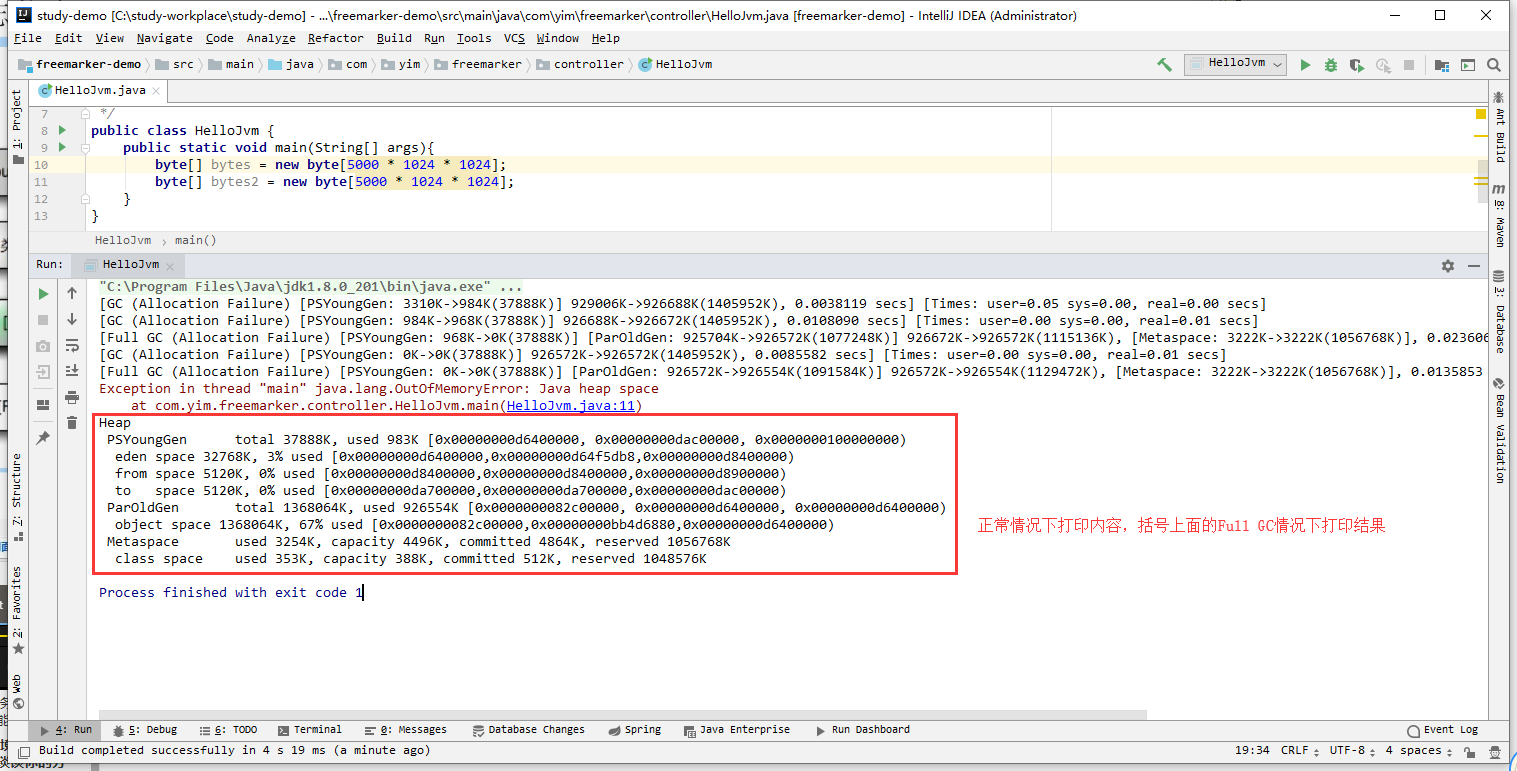 study-demo [C:\study-workplace\study-demo] - ...\freemarker-demo\src\main\java\com\yim\freemarker\controller\HelloJvm.java [freemarker-demo] - IntelliJ IDEA (Administrator)
File Edit View Navigate Code Analyze Refactor Build Run Tools VCS Window Help
freemarker-demo src main java com yim freemarker controller HelloJvm
HelloJvm
HelloJvm.java
7 */
8 public class HelloJvm {
9 public static void main(String[] args){
10 byte[] bytes = new byte[5000 * 1024 * 1024];
11 byte[] bytes2 = new byte[5000 * 1024 * 1024];
12 }
13 }
HelloJvm › main()
Run: HelloJvm
"C:\Program Files\Java\jdk1.8.0_201\bin\java.exe" ...
[GC (Allocation Failure) [PSYoungGen: 3310K->984K(37888K)] 929006K->926688K(1405952K), 0.0038119 secs] [Times: user=0.05 sys=0.00, real=0.00 secs]
[GC (Allocation Failure) [PSYoungGen: 984K->968K(37888K)] 926688K->926672K(1405952K), 0.0108090 secs] [Times: user=0.00 sys=0.00, real=0.01 secs]
[Full GC (Allocation Failure) [PSYoungGen: 968K->0K(37888K)] [ParOldGen: 925704K->926572K(1077248K)] 926672K->926572K(1115136K), [Metaspace: 3222K->3222K(1056768K)], 0.023606
[GC (Allocation Failure) [PSYoungGen: 0K->0K(37888K)] 926572K->926572K(1405952K), 0.0085582 secs] [Times: user=0.00 sys=0.00, real=0.01 secs]
[Full GC (Allocation Failure) [PSYoungGen: 0K->0K(37888K)] [ParOldGen: 926572K->926554K(1091584K)] 926572K->926554K(1129472K), [Metaspace: 3222K->3222K(1056768K)], 0.0135853
Exception in thread "main" java.lang.OutOfMemoryError: Java heap space
at com.yim.freemarker.controller.HelloJvm.main(HelloJvm.java:11)
Heap
PSYoungGen total 37888K, used 983K [0x00000000d6400000, 0x00000000dac00000, 0x0000000100000000)
eden space 32768K, 3% used [0x00000000d6400000,0x00000000d64f5db8,0x00000000d8400000)
from space 5120K, 0% used [0x00000000d8400000,0x00000000d8400000,0x00000000d8900000)
to space 5120K, 0% used [0x00000000da700000,0x00000000da700000,0x00000000dac00000)
ParOldGen total 1368064K, used 926554K [0x0000000082c00000, 0x00000000d6400000, 0x00000000d6400000)
object space 1368064K, 67% used [0x0000000082c00000,0x00000000bb4d6880,0x00000000d6400000)
Metaspace used 3254K, capacity 4496K, committed 4864K, reserved 1056768K
class space used 353K, capacity 388K, committed 512K, reserved 1048576K
正常情况下打印内容，括号上面的Full GC情况下打印结果
Process finished with exit code 1
1: Project
7: Structure
2: Favorites
Web
Ant Build
m 8: Maven
3: Database
Bean Validation
4: Run 5: Debug 6: TODO Terminal 0: Messages Database Changes Spring Java Enterprise Run Dashboard Event Log
Build completed successfully in 4 s 19 ms (a minute ago)
19:34 CRLF UTF-8 4 spaces